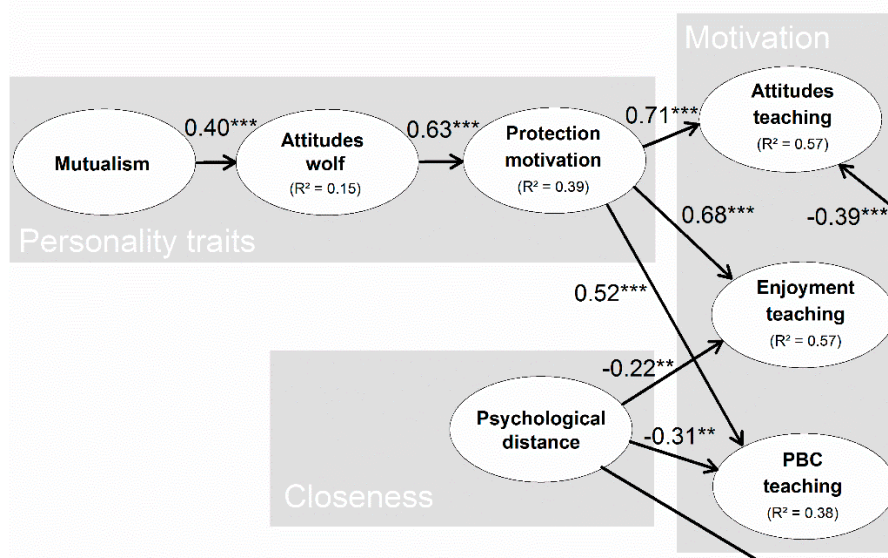 Motivation
Attitudes
teaching
(R² = 0.57)
0.71***
0.40***
0.63***
Protection
motivation
(R² = 0.39)
Attitudes
wolf
(R² = 0.15)
Mutualism
0.68***
-0.39***
Personality traits
0.52***
Enjoyment
teaching
(R² = 0.57)
-0.22**
Psychological
distance
-0.31**
PBC
teaching
(R² = 0.38)
Closeness